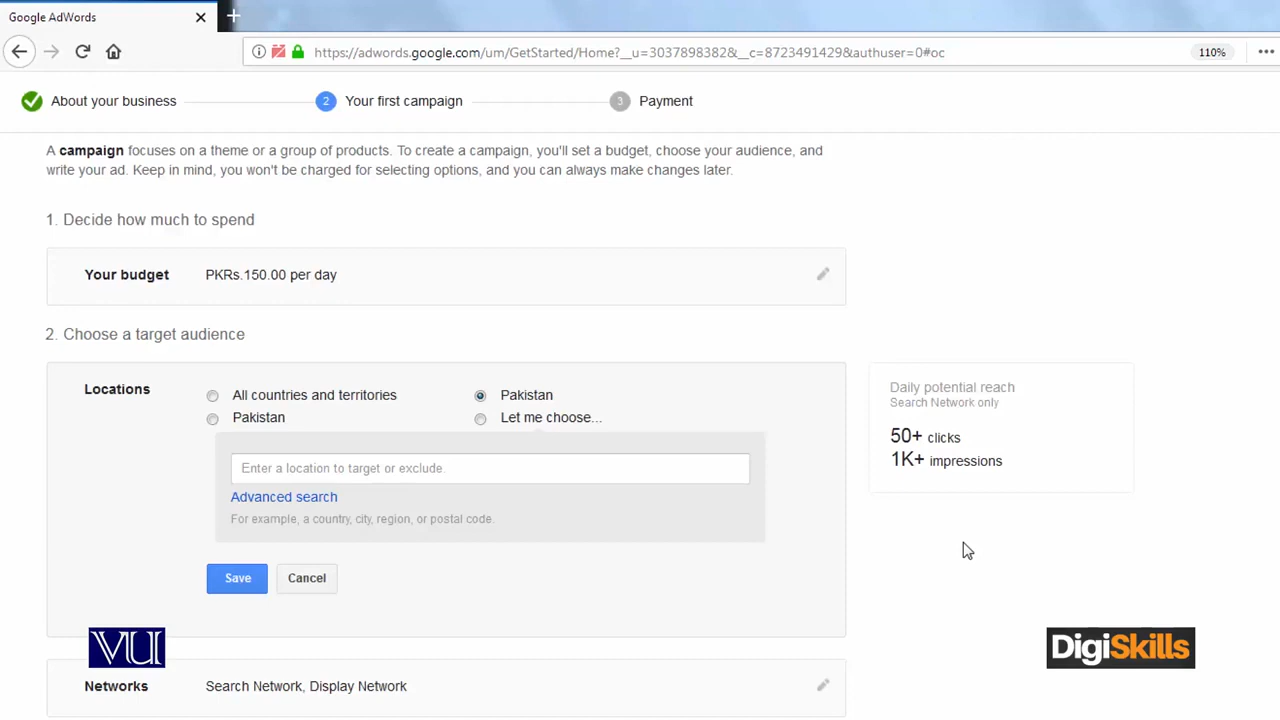 Google AdWords
https://adwords.google.com/um/GetStarted/Home?__u=3037898382&__c=8723491429&authuser=0#oc
110%
About your business
2 Your first campaign
3 Payment
A campaign focuses on a theme or a group of products. To create a campaign, you'll set a budget, choose your audience, and
write your ad. Keep in mind, you won't be charged for selecting options, and you can always make changes later.
1. Decide how much to spend
Your budget PKRs.150.00 per day
2. Choose a target audience
Locations
All countries and territories
Pakistan
Pakistan
Let me choose...
Enter a location to target or exclude.
Advanced search
For example, a country, city, region, or postal code.
Save Cancel
Daily potential reach
Search Network only
50+ clicks
1K+ impressions
VU
DigiSkills
Networks Search Network, Display Network